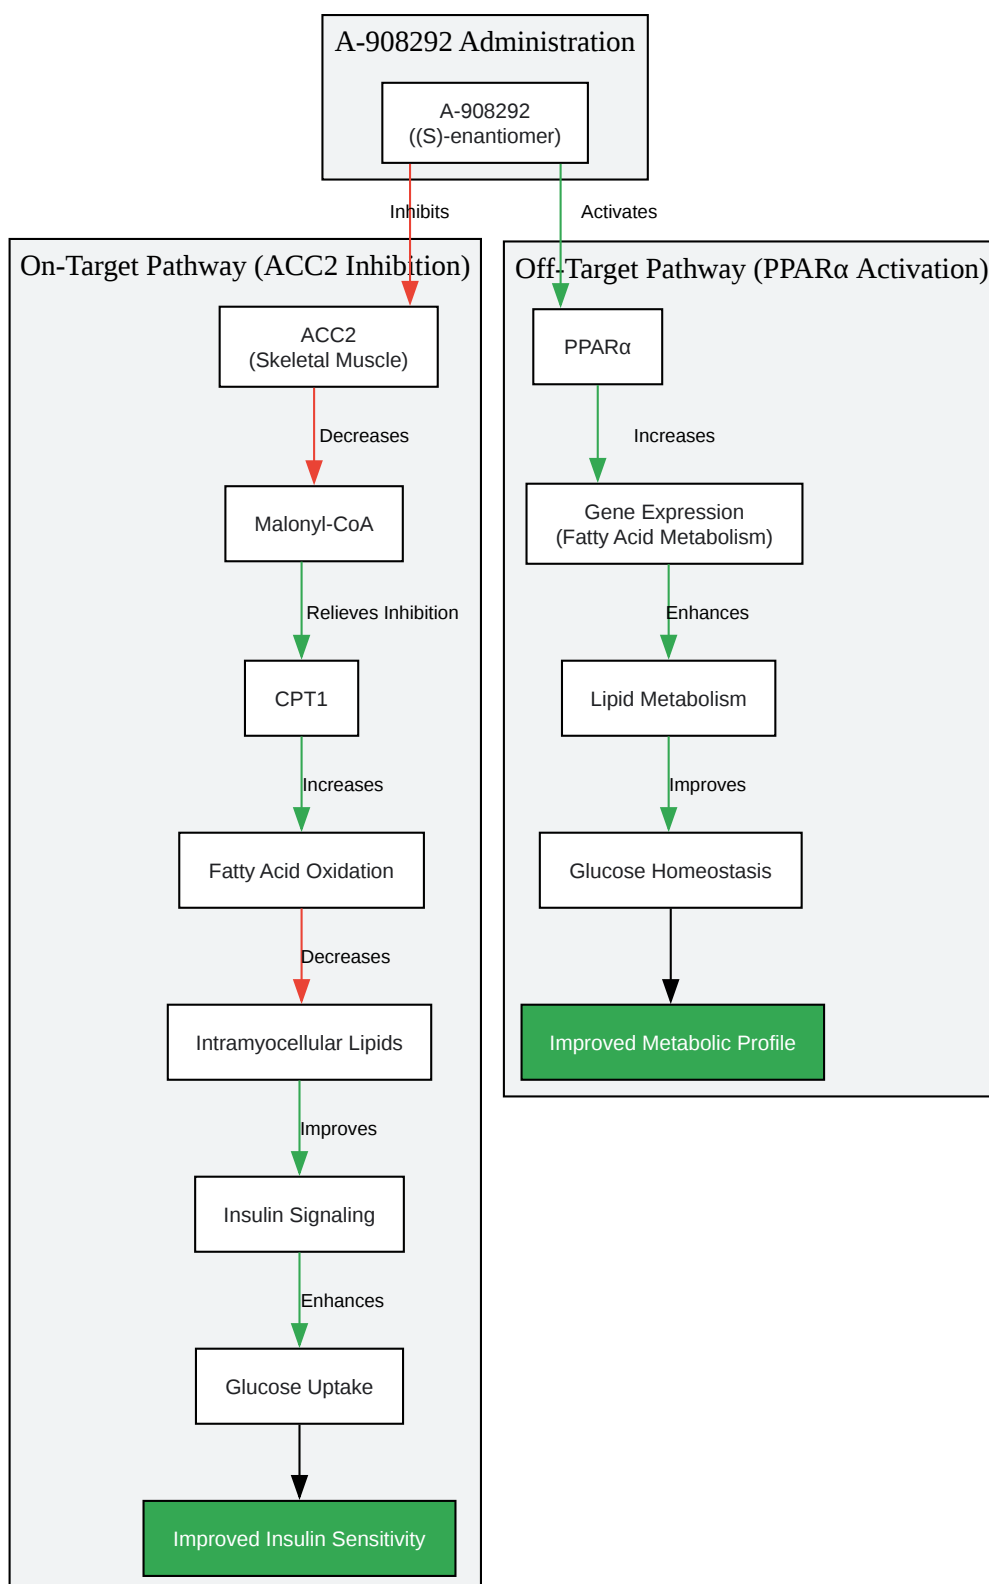 A-908292 Administration
A-908292
((S)-enantiomer)
Inhibits
Activates
On-Target Pathway (ACC2 Inhibition)
ACC2
(Skeletal Muscle)
Decreases
Malonyl-CoA
Relieves Inhibition
CPT1
Increases
Fatty Acid Oxidation
Decreases
Intramyocellular Lipids
Improves
Insulin Signaling
Enhances
Glucose Uptake
Improved Insulin Sensitivity
Off-Target Pathway (PPARα Activation)
PPARα
Increases
Gene Expression
(Fatty Acid Metabolism)
Enhances
Lipid Metabolism
Improves
Glucose Homeostasis
Improved Metabolic Profile